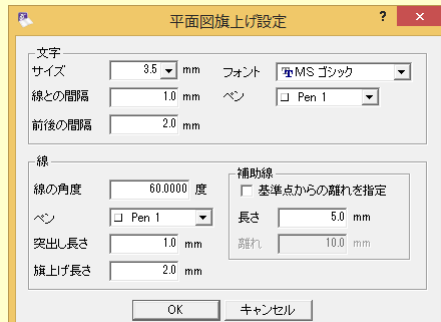 平面図旗上げ設定
? ×
文字
サイズ 3.5 mm フォント MS ゴシック
線との間隔 1.0 mm ペン Pen 1
前後の間隔 2.0 mm
線
補助線
線の角度 60.0000 度 基準点からの離れを指定
ペン Pen 1 長さ 5.0 mm
突出し長さ 1.0 mm 離れ 10.0 mm
旗上げ長さ 2.0 mm
OK キャンセル